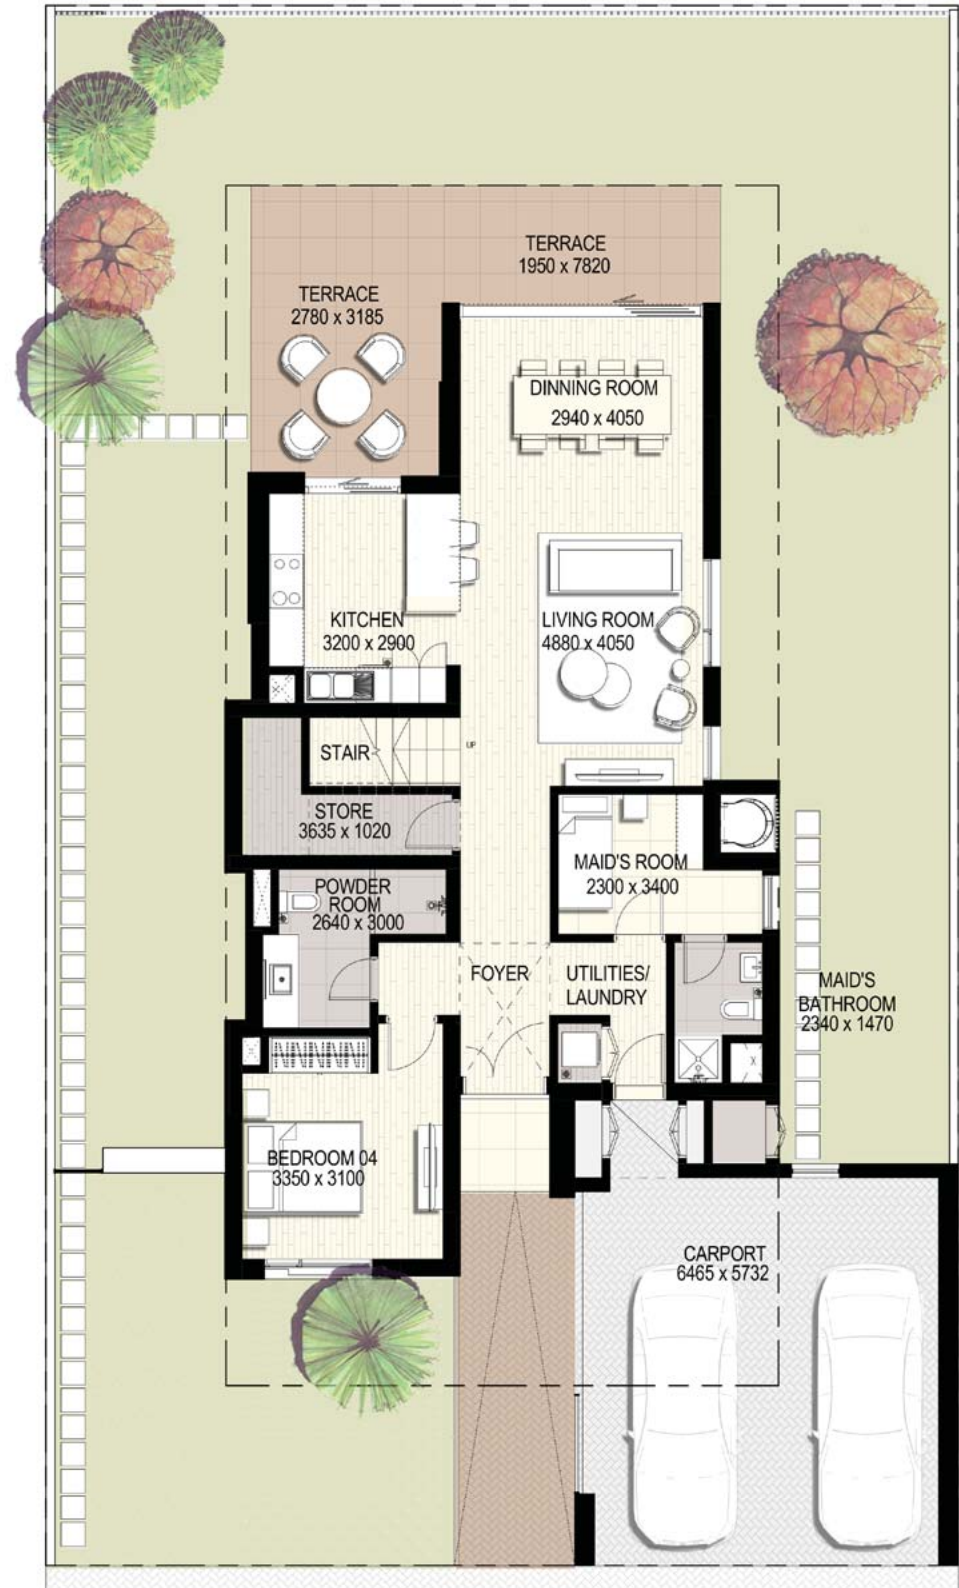 TERRACE
1950 x 7820
TERRACE
2780 x 3185
DINNING ROOM
2940 x 4050
KITCHEN
3200 x 2900
LIVING ROOM
4880 x 4050
STAIR
UP
STORE
3635 x 1020
MAID'S ROOM
2300 x 3400
POWDER
ROOM
2640 x 3000
FOYER
UTILITIES/
LAUNDRY
MAID'S
BATHROOM
2340 x 1470
BEDROOM 04
3350 x 3100
CARPORT
6465 x 5732